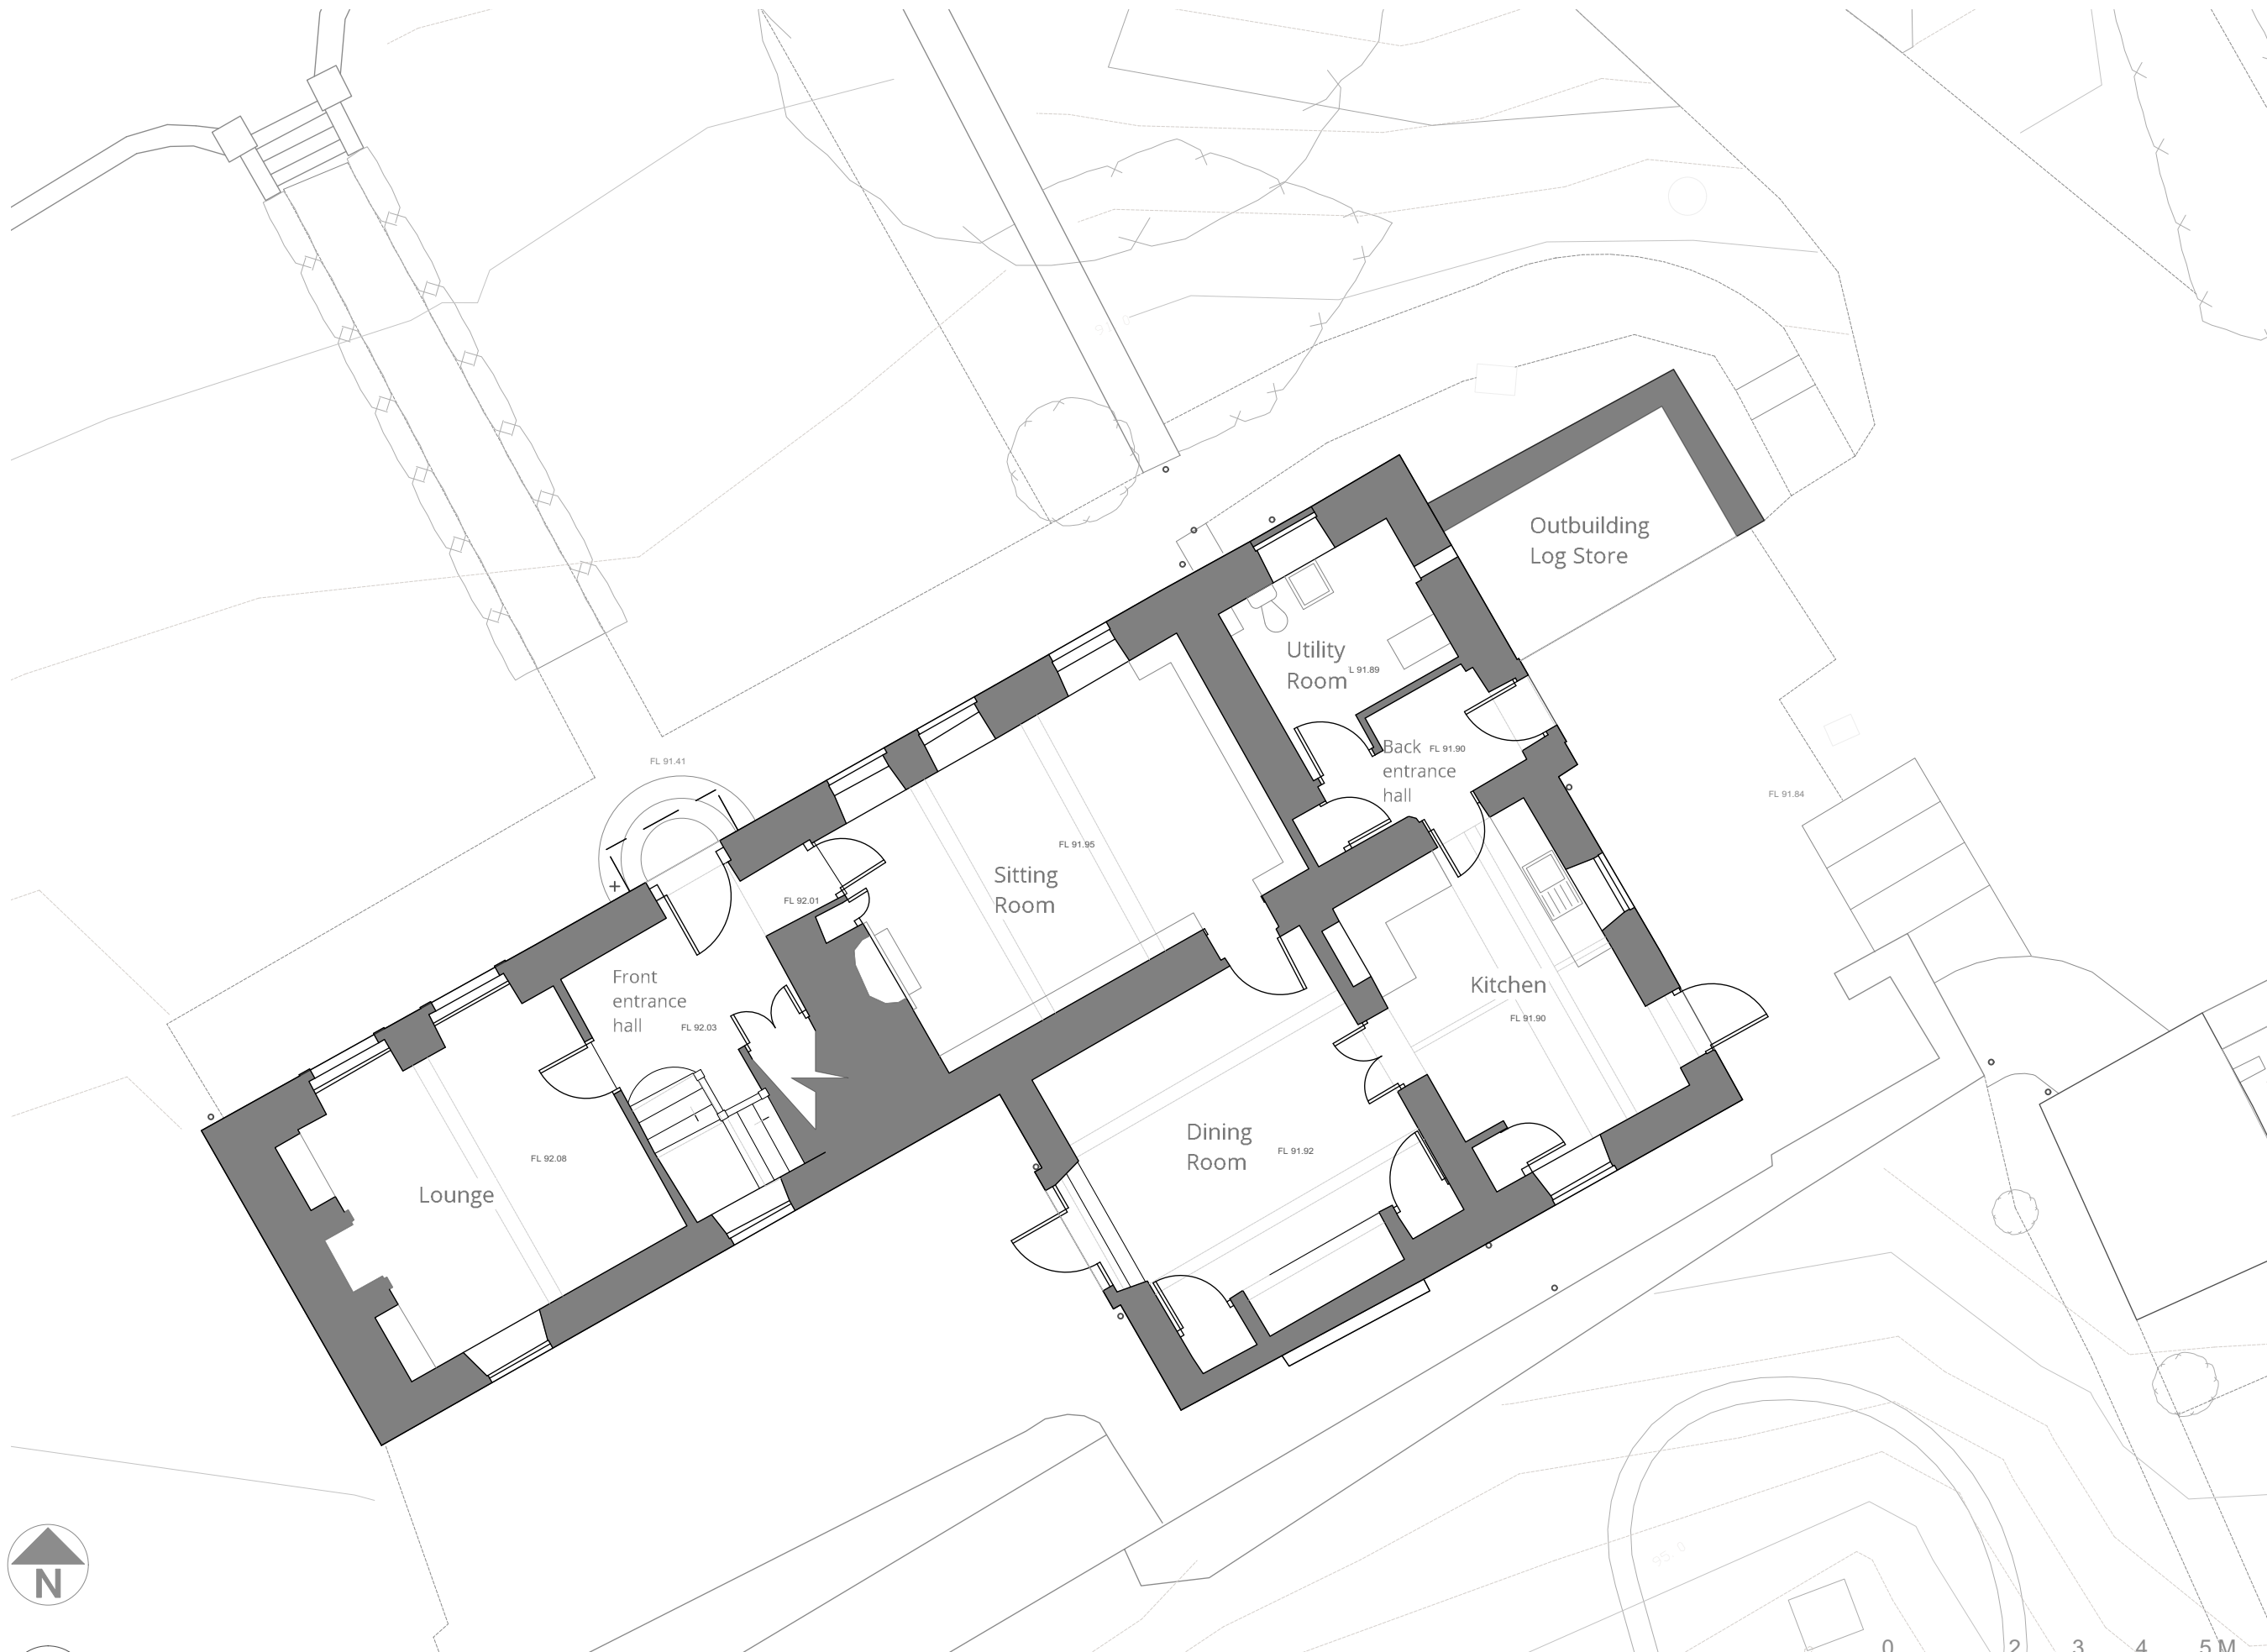 Outbuilding
Log Store
Utility
Room
L 91.89
Back
entrance
hall
FL 91.90
FL 91.41
FL 91.84
FL 91.95
Sitting
Room
FL 92.01
Front
entrance
hall
FL 92.03
Kitchen
FL 91.90
Dining
Room
FL 91.92
FL 92.08
Lounge
N
95.0
0 2 3 4 5 M